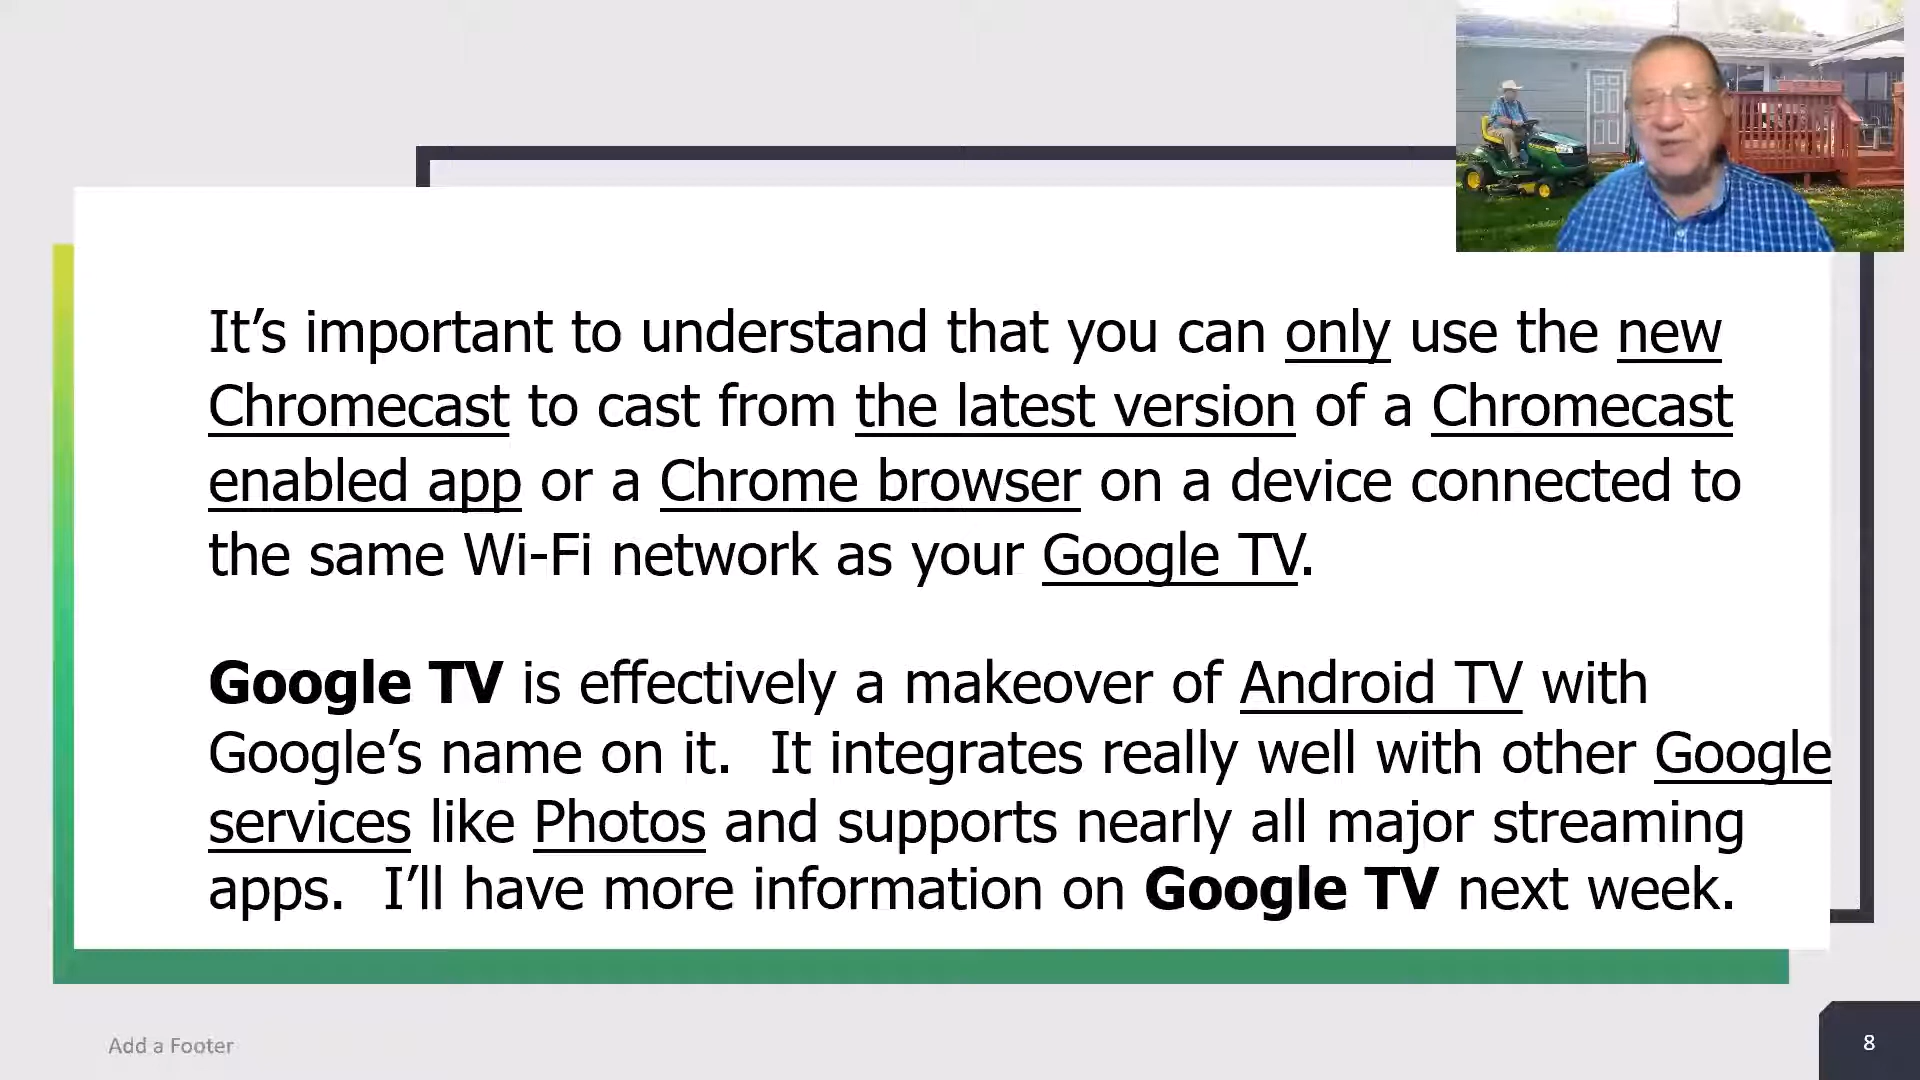 It’s important to understand that you can only use the new
Chromecast to cast from the latest version of a Chromecast
enabled app or a Chrome browser on a device connected to
the same Wi-Fi network as your Google TV.
Google TV is effectively a makeover of Android TV with
Google’s name on it.  It integrates really well with other Google
services like Photos and supports nearly all major streaming
apps.  I’ll have more information on Google TV next week.
Add a Footer
8